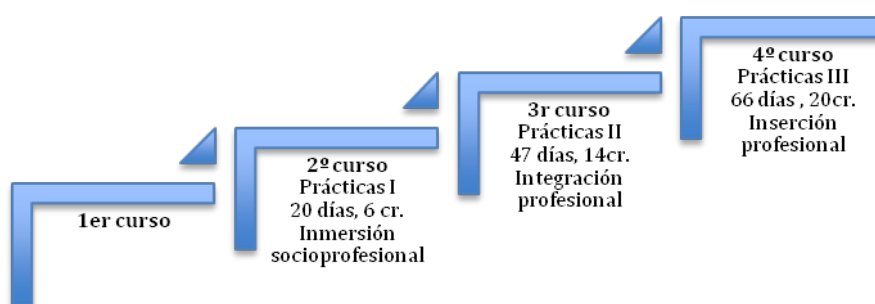 1er curso
2º curso
Prácticas I
20 días, 6 cr.
Inmersión
socioprofesional
3r curso
Prácticas II
47 días, 14cr.
Integración
profesional
4º curso
Prácticas III
66 días , 20cr.
Inserción
profesional